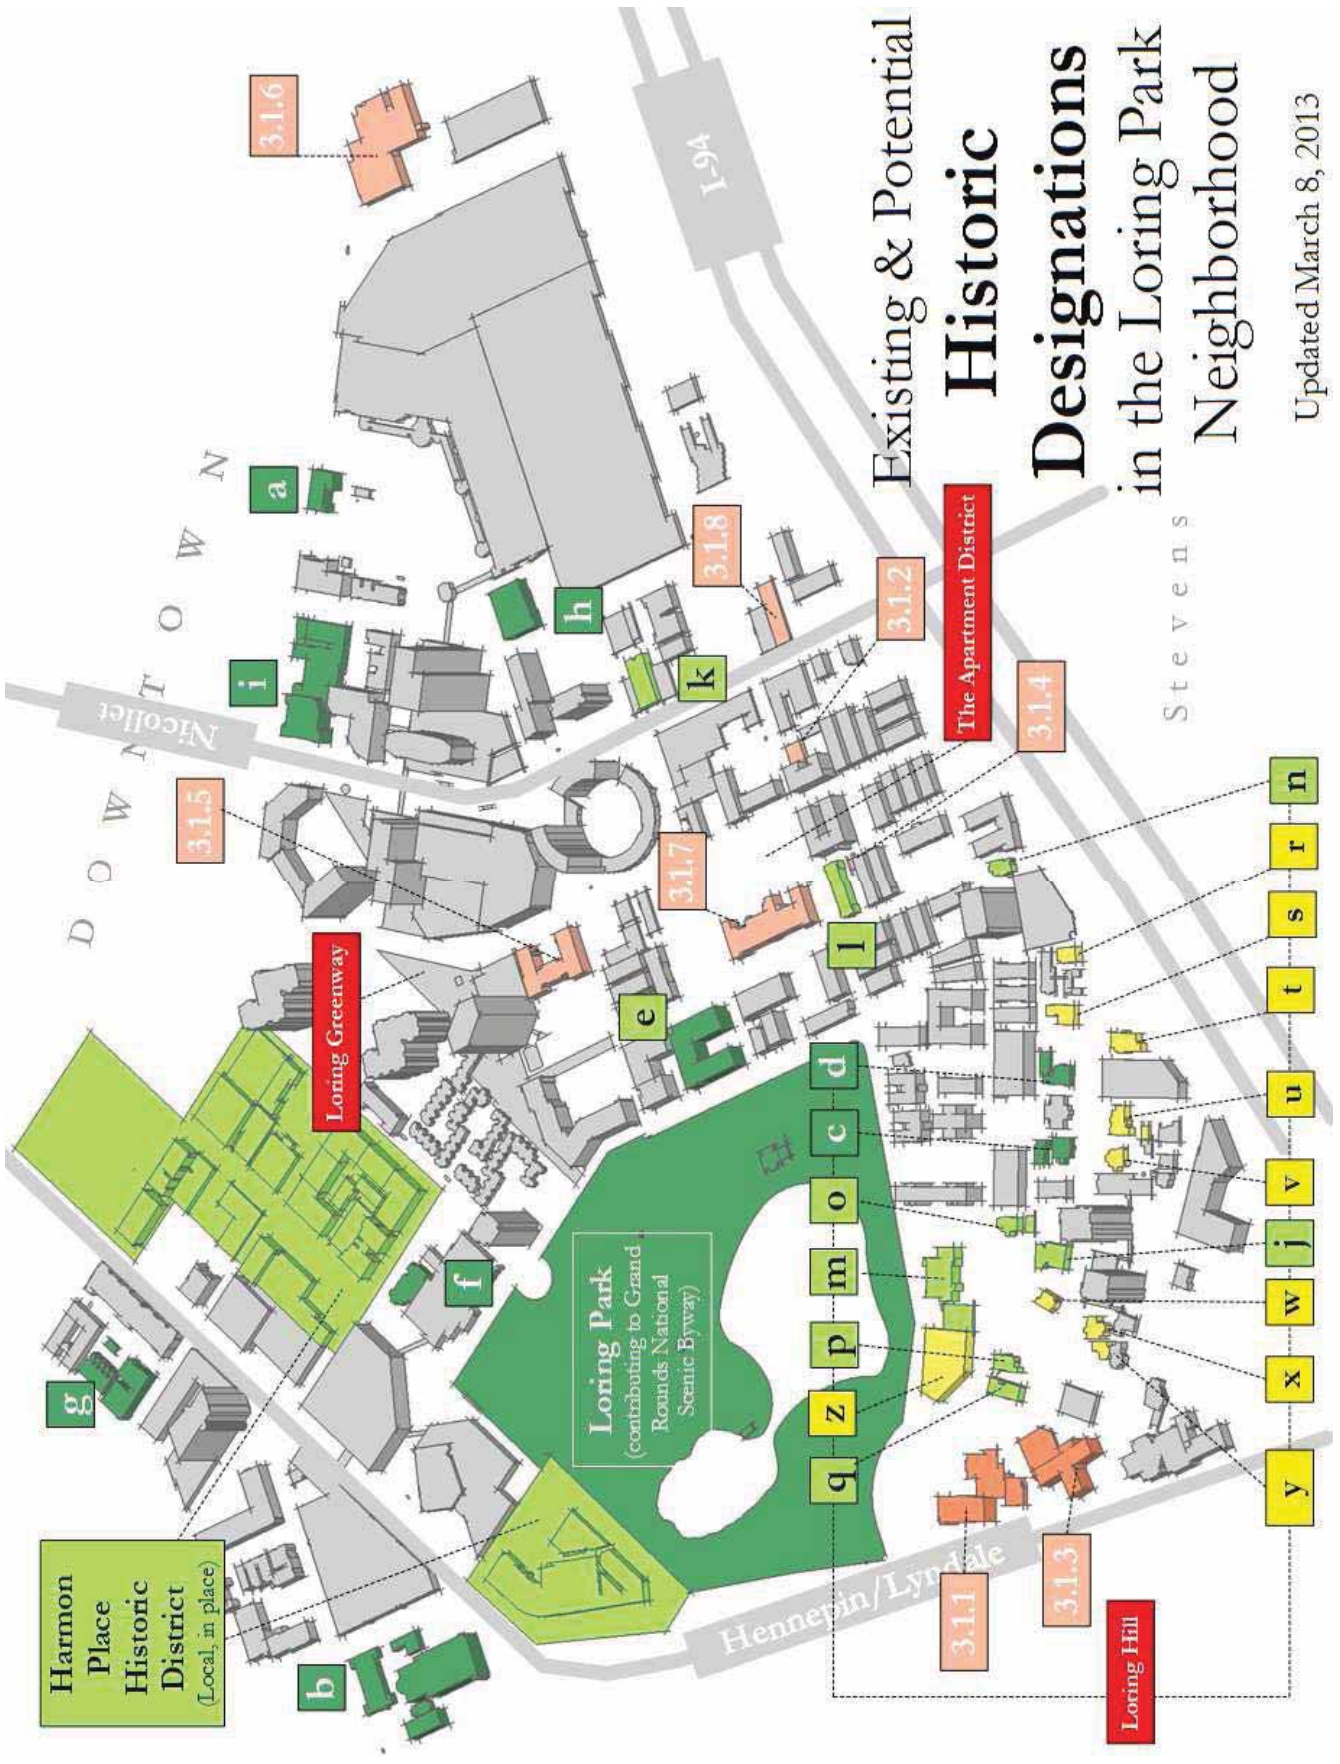 Existing & Potential
Historic
Designations
in the Loring Park
Neighborhood
Updated March 8, 2013
DOWNTOWN
Stevens
I-94
Nicollet
Hennepin/Lyndale
Harmon
Place
Historic
District
(Local, in place)
Loring Greenway
The Apartment District
Loring Hill
Loring Park
(contributing to Grand
Rounds National
Scenic Byway)
3.1.6
3.1.8
3.1.2
3.1.4
3.1.5
3.1.7
3.1.1
3.1.3
a
i
h
k
e
l
g
f
b
d
c
o
m
p
z
q
n
r
s
t
u
v
j
w
x
y